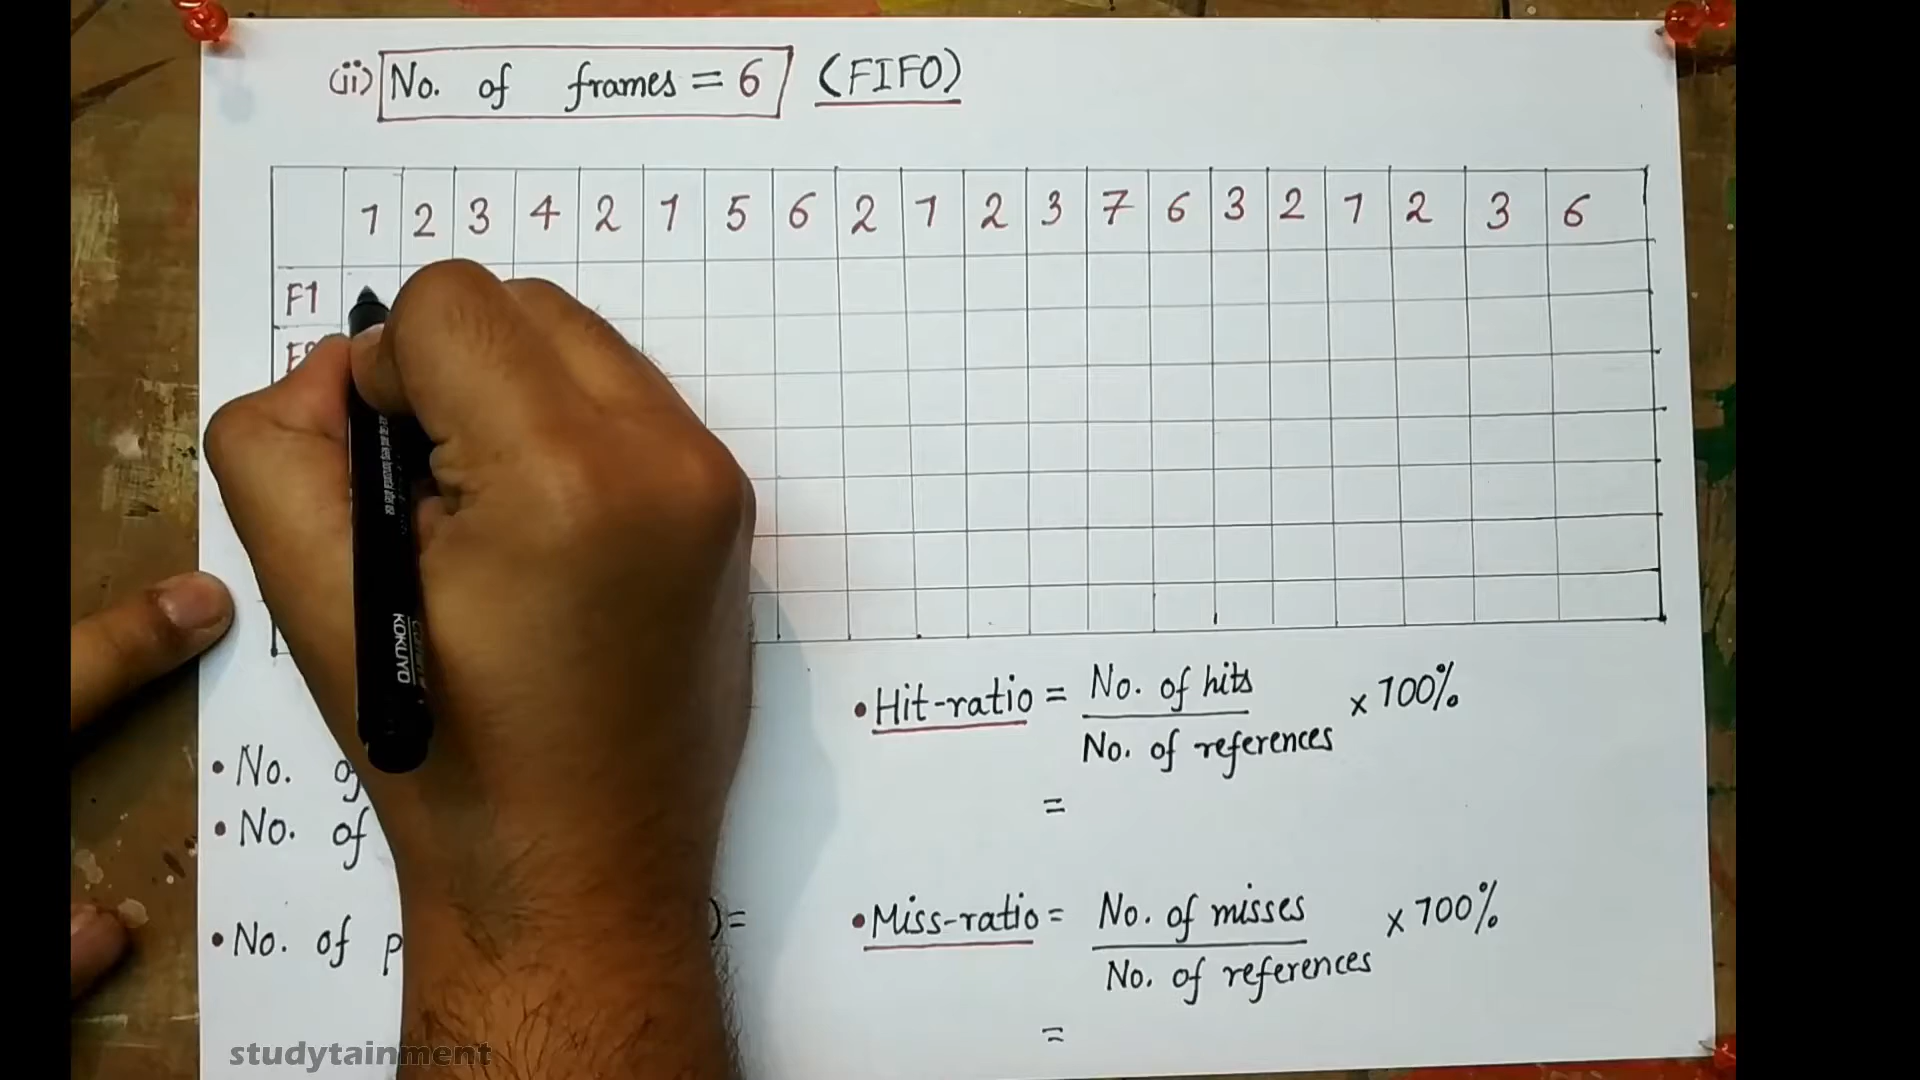 (ii) No. of frames = 6 (FIFO)
1 2 3 4 2 1 5 6 2 1 2 3 7 6 3 2 1 2 3 6
F1
• Hit-ratio = No. of hits
No. of references
x 100%
=
• No. of
• No. of
• No. of p )=
• Miss-ratio = No. of misses
No. of references
x 100%
=
KOKUYO
studytainment